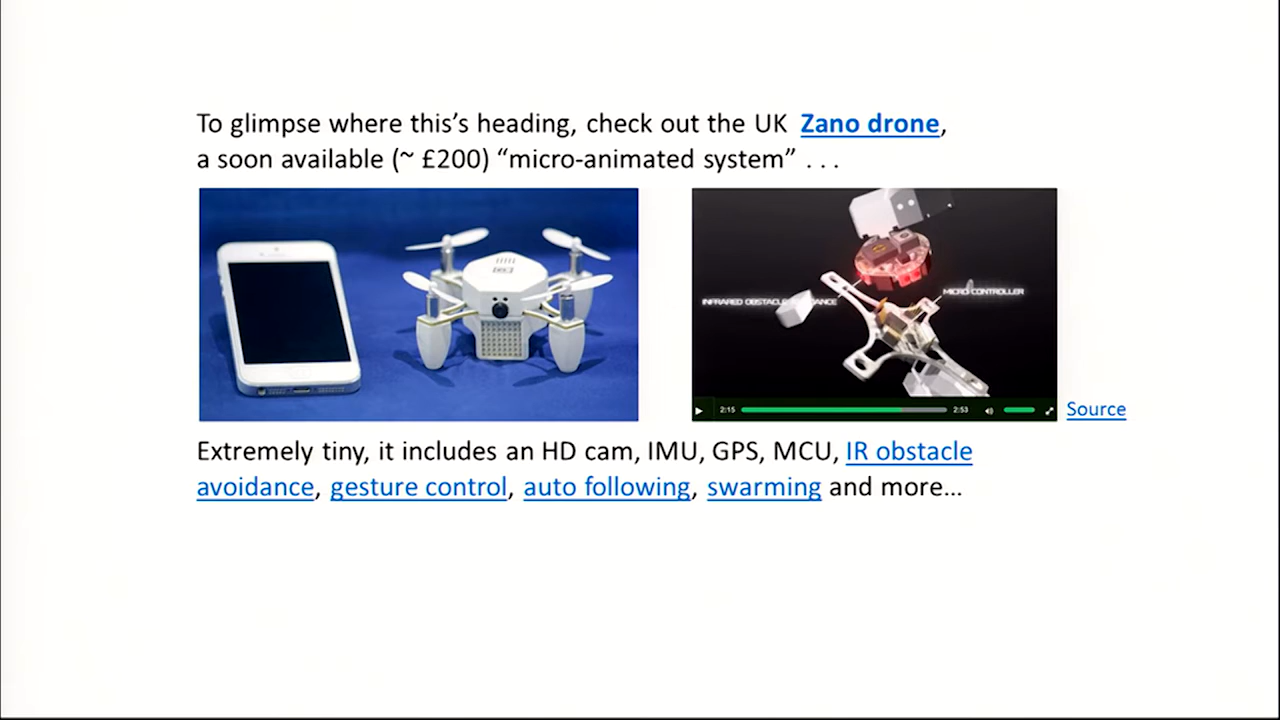 To glimpse where this’s heading, check out the UK Zano drone,
a soon available (~ £200) “micro-animated system” . . .
MICRO CONTROLLER
INFRARED OBSTACLE
2:15
2:53
Source
Extremely tiny, it includes an HD cam, IMU, GPS, MCU, IR obstacle
avoidance, gesture control, auto following, swarming and more…